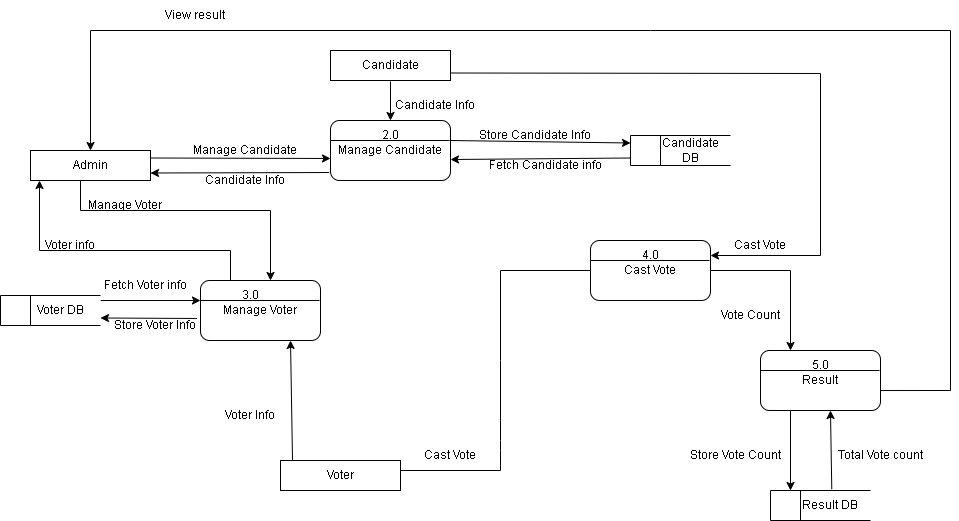 View result
Candidate
Candidate Info
2.0
Manage Candidate
Store Candidate Info
Candidate
DB
Manage Candidate
Fetch Candidate info
Admin
Candidate Info
Manage Voter
Voter info
Cast Vote
4.0
Cast Vote
Fetch Voter info
3.0
Manage Voter
Voter DB
Store Voter Info
Vote Count
5.0
Result
Voter Info
Cast Vote
Store Vote Count
Total Vote count
Voter
Result DB